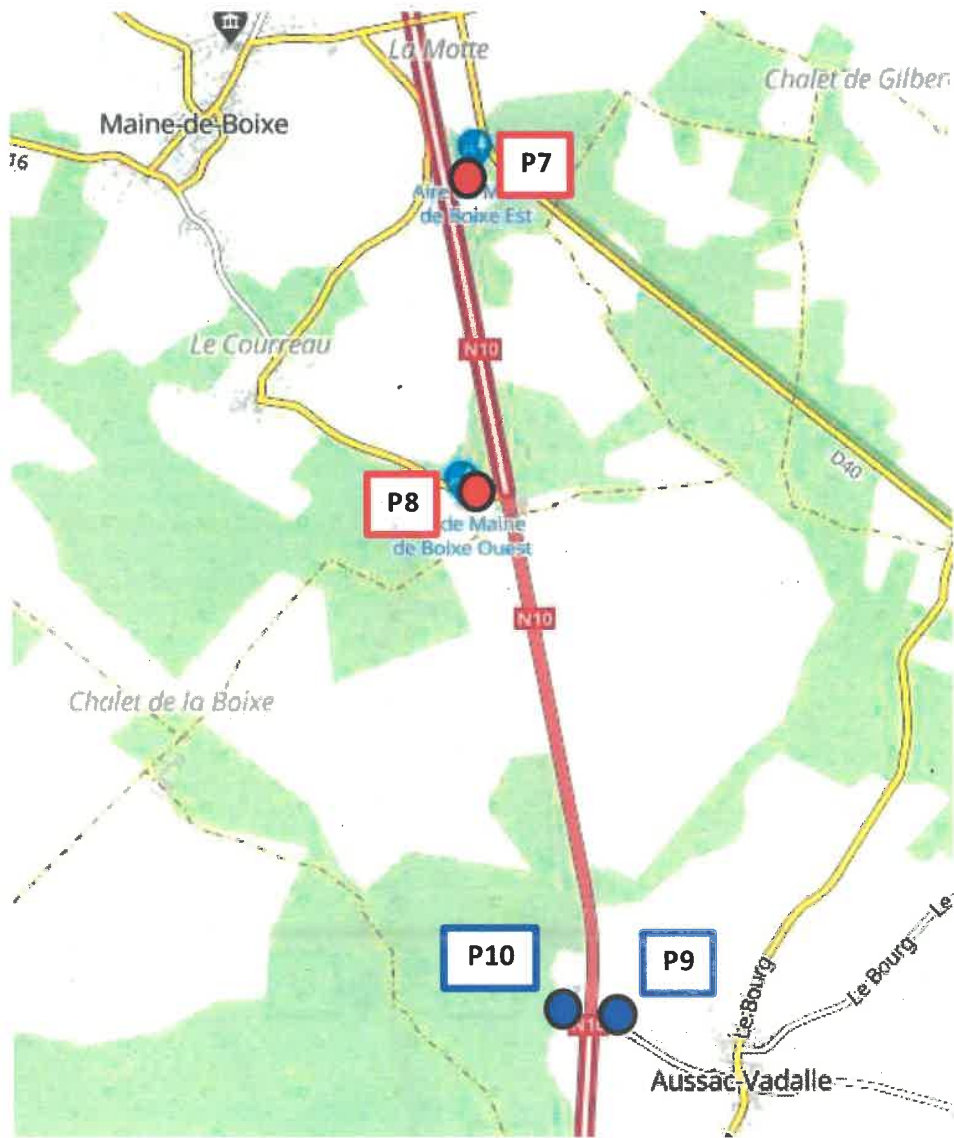 La Motte
Chalet de Gilber
Maine-de-Boixe
P7
Aire
de Boixe Est
Le Courreau
N10
D40
P8
de Maine
de Boixe Ouest
N10
Chalet de la Boixe
P10
P9
Le
Le Bourg
Le Bourg
Aussac-Vadalle